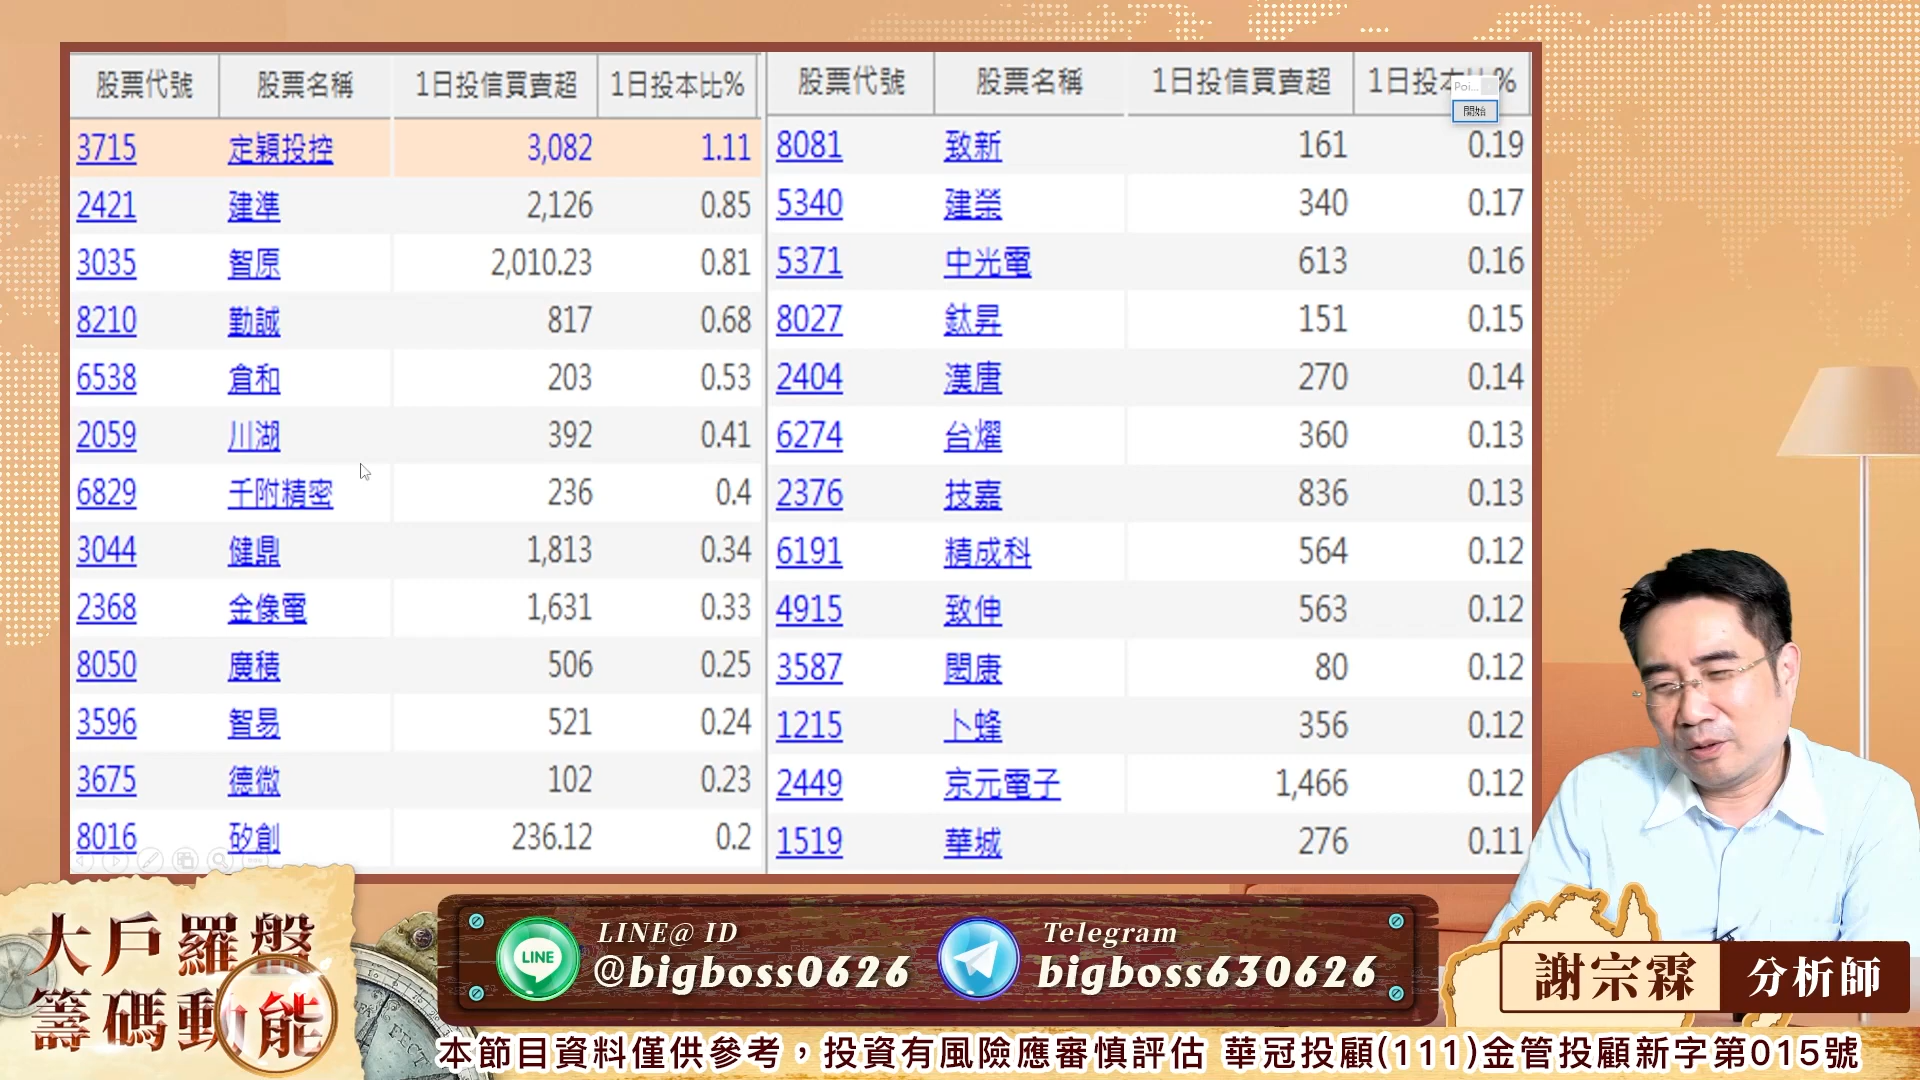 股票代號 股票名稱 1日投信買賣超 1日投本比%
3715 定穎投控 3,082 1.11
2421 建準 2,126 0.85
3035 智原 2,010.23 0.81
8210 勤誠 817 0.68
6538 倉和 203 0.53
2059 川湖 392 0.41
6829 千附精密 236 0.4
3044 健鼎 1,813 0.34
2368 金像電 1,631 0.33
8050 廣積 506 0.25
3596 智易 521 0.24
3675 德微 102 0.23
8016 矽創 236.12 0.2
股票代號 股票名稱 1日投信買賣超 1日投本 %
Poi...
開始
8081 致新 161 0.19
5340 建榮 340 0.17
5371 中光電 613 0.16
8027 鈦昇 151 0.15
2404 漢唐 270 0.14
6274 台燿 360 0.13
2376 技嘉 836 0.13
6191 精成科 564 0.12
4915 致伸 563 0.12
3587 閎康 80 0.12
1215 卜蜂 356 0.12
2449 京元電子 1,466 0.12
1519 華城 276 0.11
大戶羅盤
籌碼動能
LINE
LINE@ ID
@bigboss0626
Telegram
bigboss630626
謝宗霖 分析師
本節目資料僅供參考，投資有風險應審慎評估 華冠投顧(111)金管投顧新字第015號